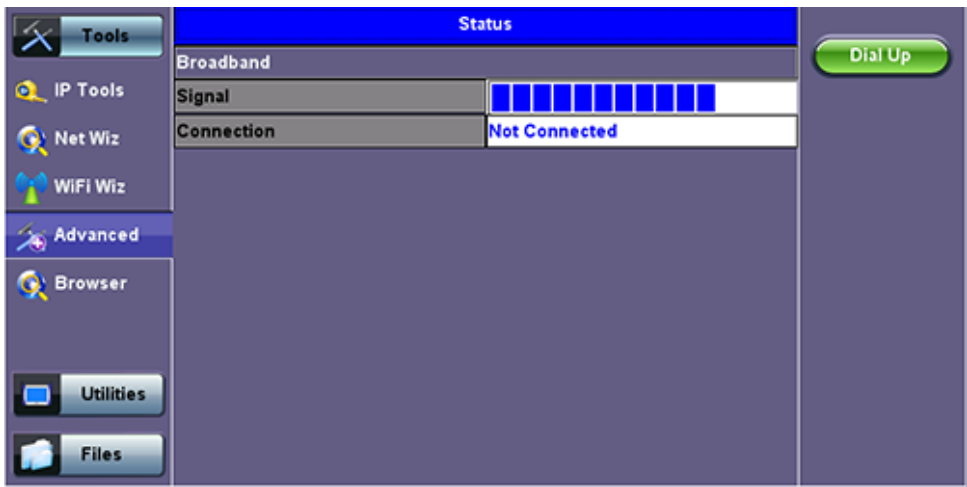 Tools
IP Tools
Net Wiz
WiFi Wiz
Advanced
Browser
Utilities
Files
Status
Broadband
Signal
Connection Not Connected
Dial Up